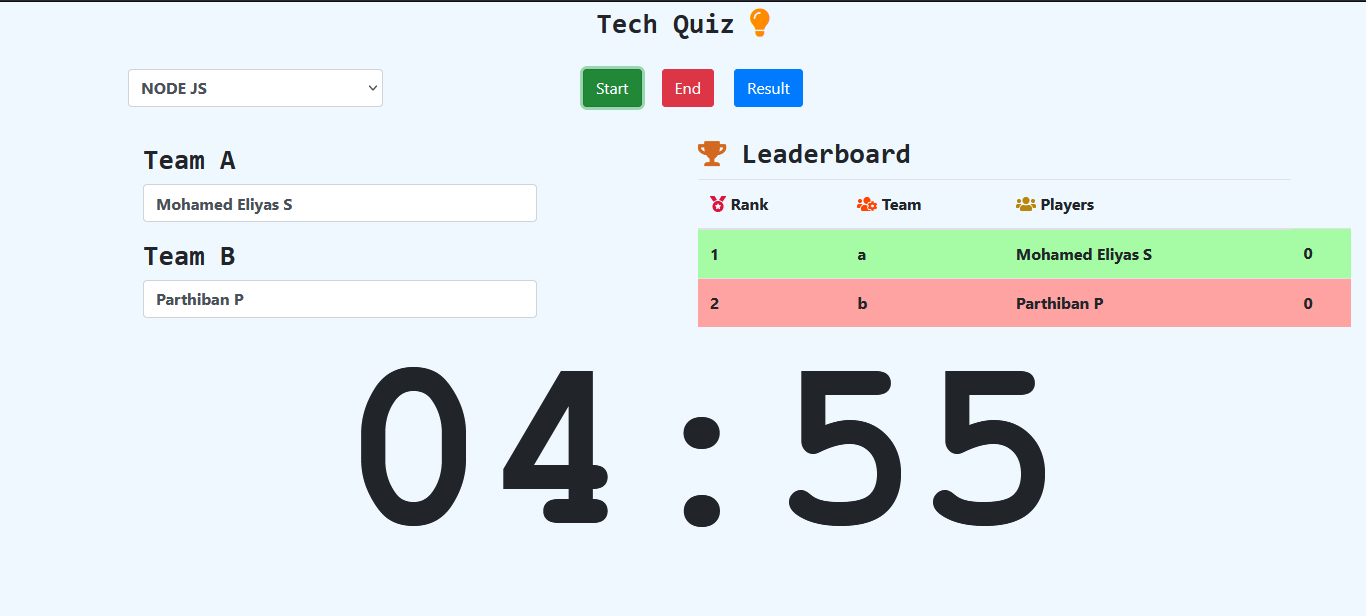 Tech Quiz
NODE JS
Start End Result
Team A
Mohamed Eliyas S
Team B
Parthiban P
Leaderboard
Rank Team Players
1 a Mohamed Eliyas S 0
2 b Parthiban P 0
04:55